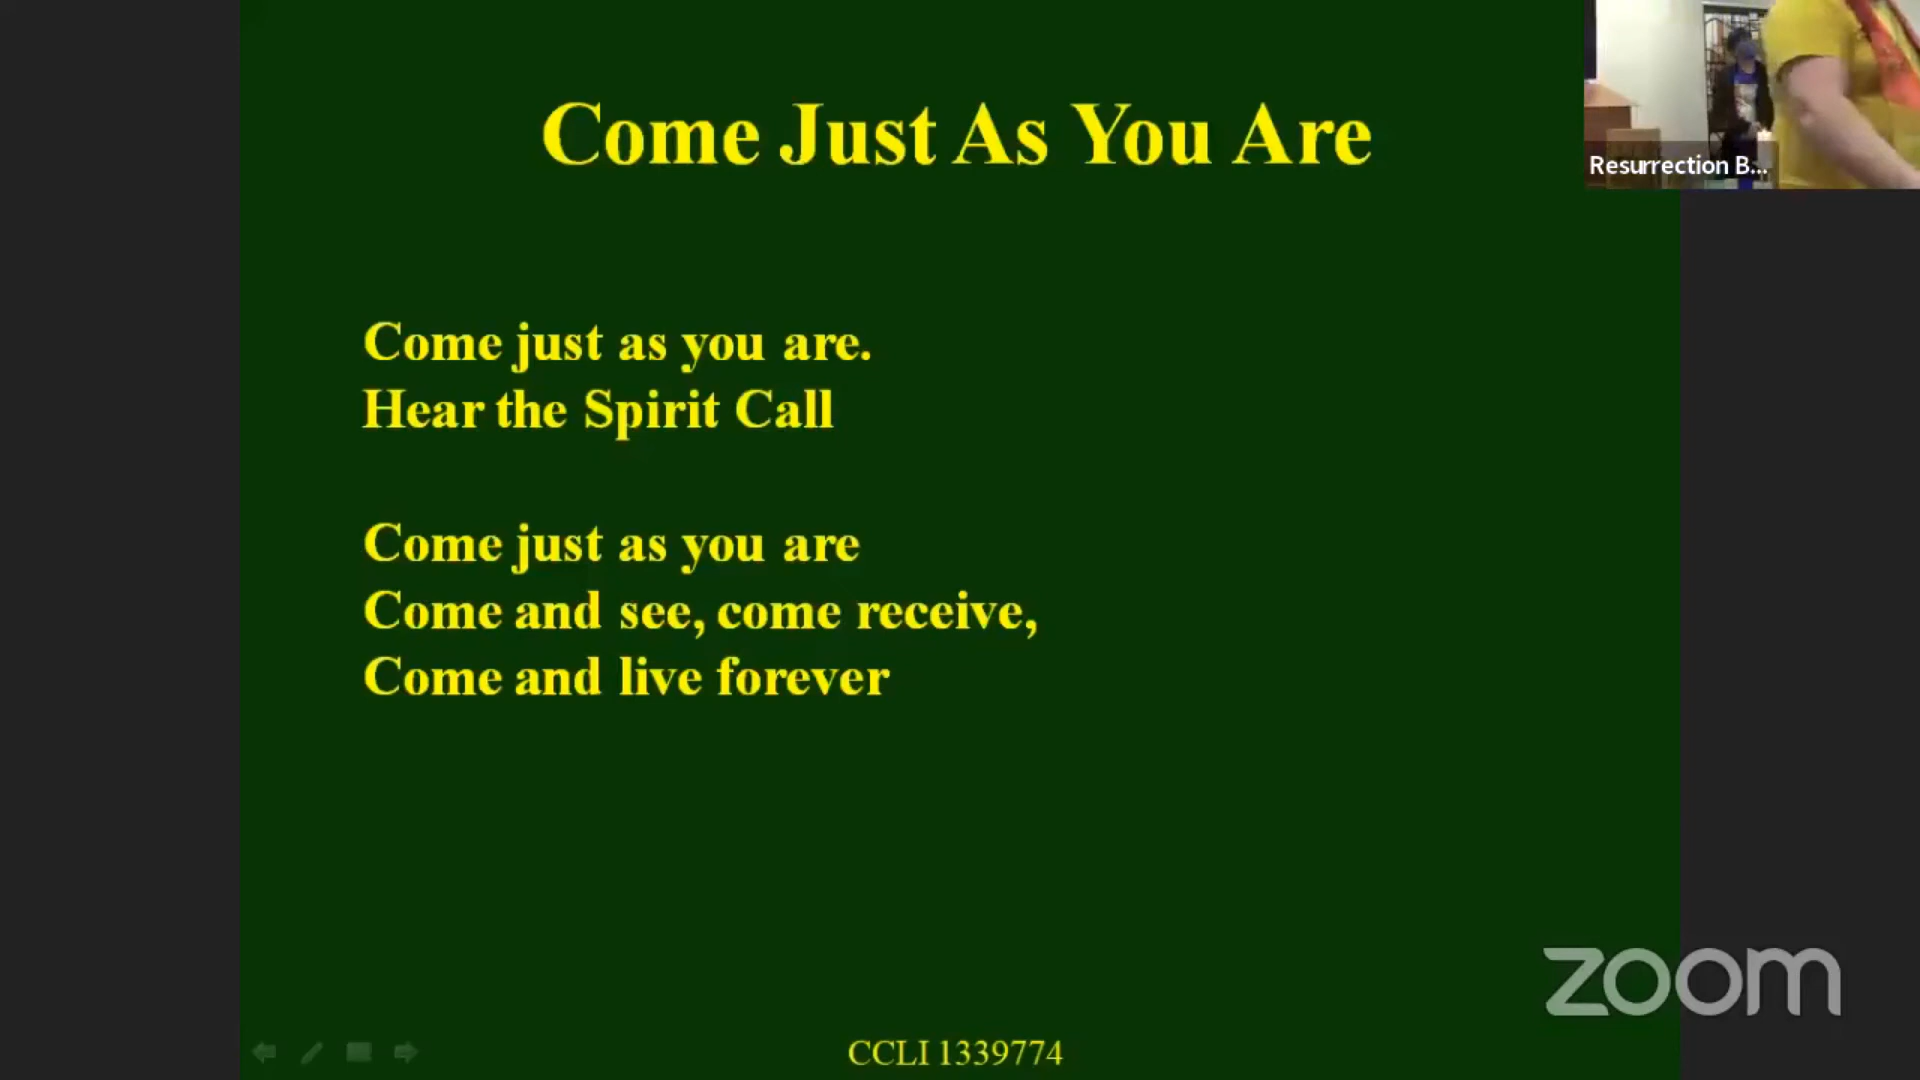 Come Just As You Are
Resurrection B...
Come just as you are.
Hear the Spirit Call
Come just as you are
Come and see, come receive,
Come and live forever
zoom
CCLI 1339774